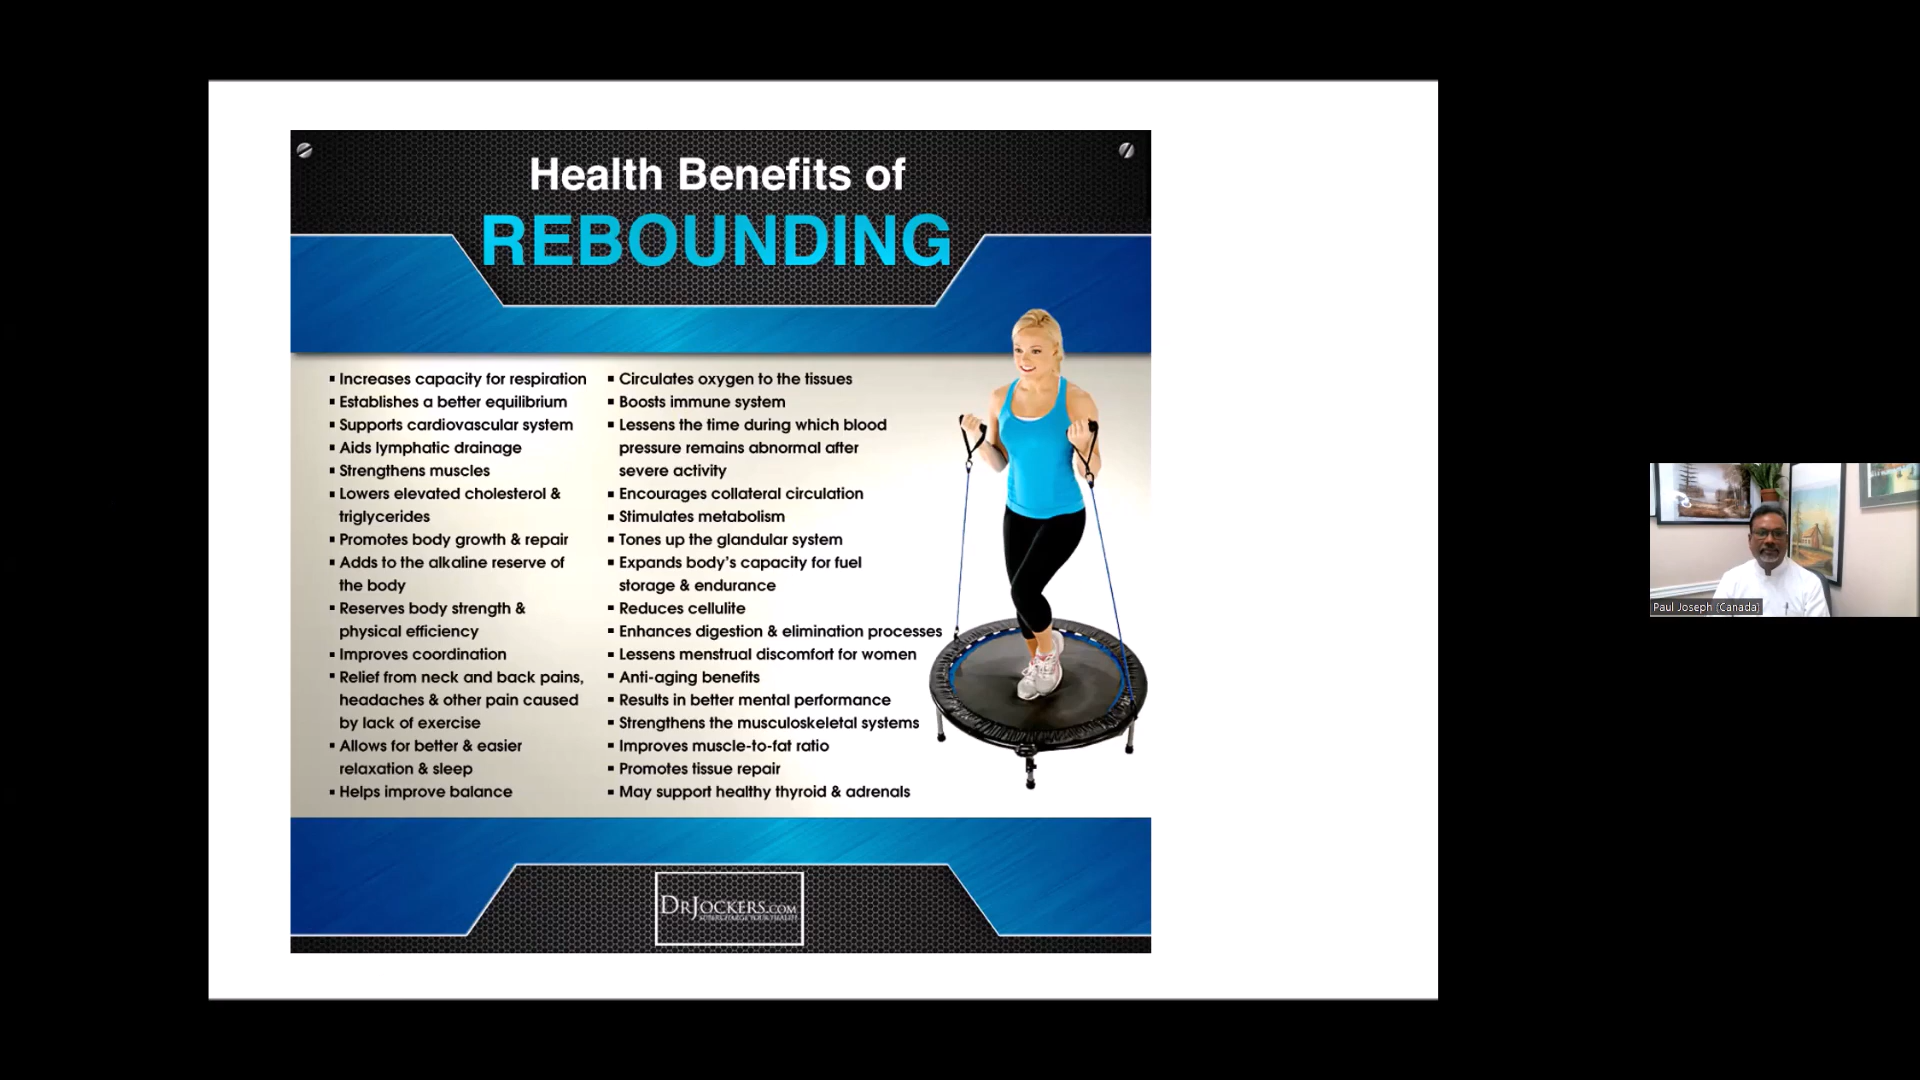 Health Benefits of
REBOUNDING
▪ Increases capacity for respiration
▪ Establishes a better equilibrium
▪ Supports cardiovascular system
▪ Aids lymphatic drainage
▪ Strengthens muscles
▪ Lowers elevated cholesterol &
triglycerides
▪ Promotes body growth & repair
▪ Adds to the alkaline reserve of
the body
▪ Reserves body strength &
physical efficiency
▪ Improves coordination
▪ Relief from neck and back pains,
headaches & other pain caused
by lack of exercise
▪ Allows for better & easier
relaxation & sleep
▪ Helps improve balance
▪ Circulates oxygen to the tissues
▪ Boosts immune system
▪ Lessens the time during which blood
pressure remains abnormal after
severe activity
▪ Encourages collateral circulation
▪ Stimulates metabolism
▪ Tones up the glandular system
▪ Expands body's capacity for fuel
storage & endurance
▪ Reduces cellulite
▪ Enhances digestion & elimination processes
▪ Lessens menstrual discomfort for women
▪ Anti-aging benefits
▪ Results in better mental performance
▪ Strengthens the musculoskeletal systems
▪ Improves muscle-to-fat ratio
▪ Promotes tissue repair
▪ May support healthy thyroid & adrenals
DRJOCKERS.COM
SUPERCHARGE YOUR HEALTH
Paul Joseph (Canada)